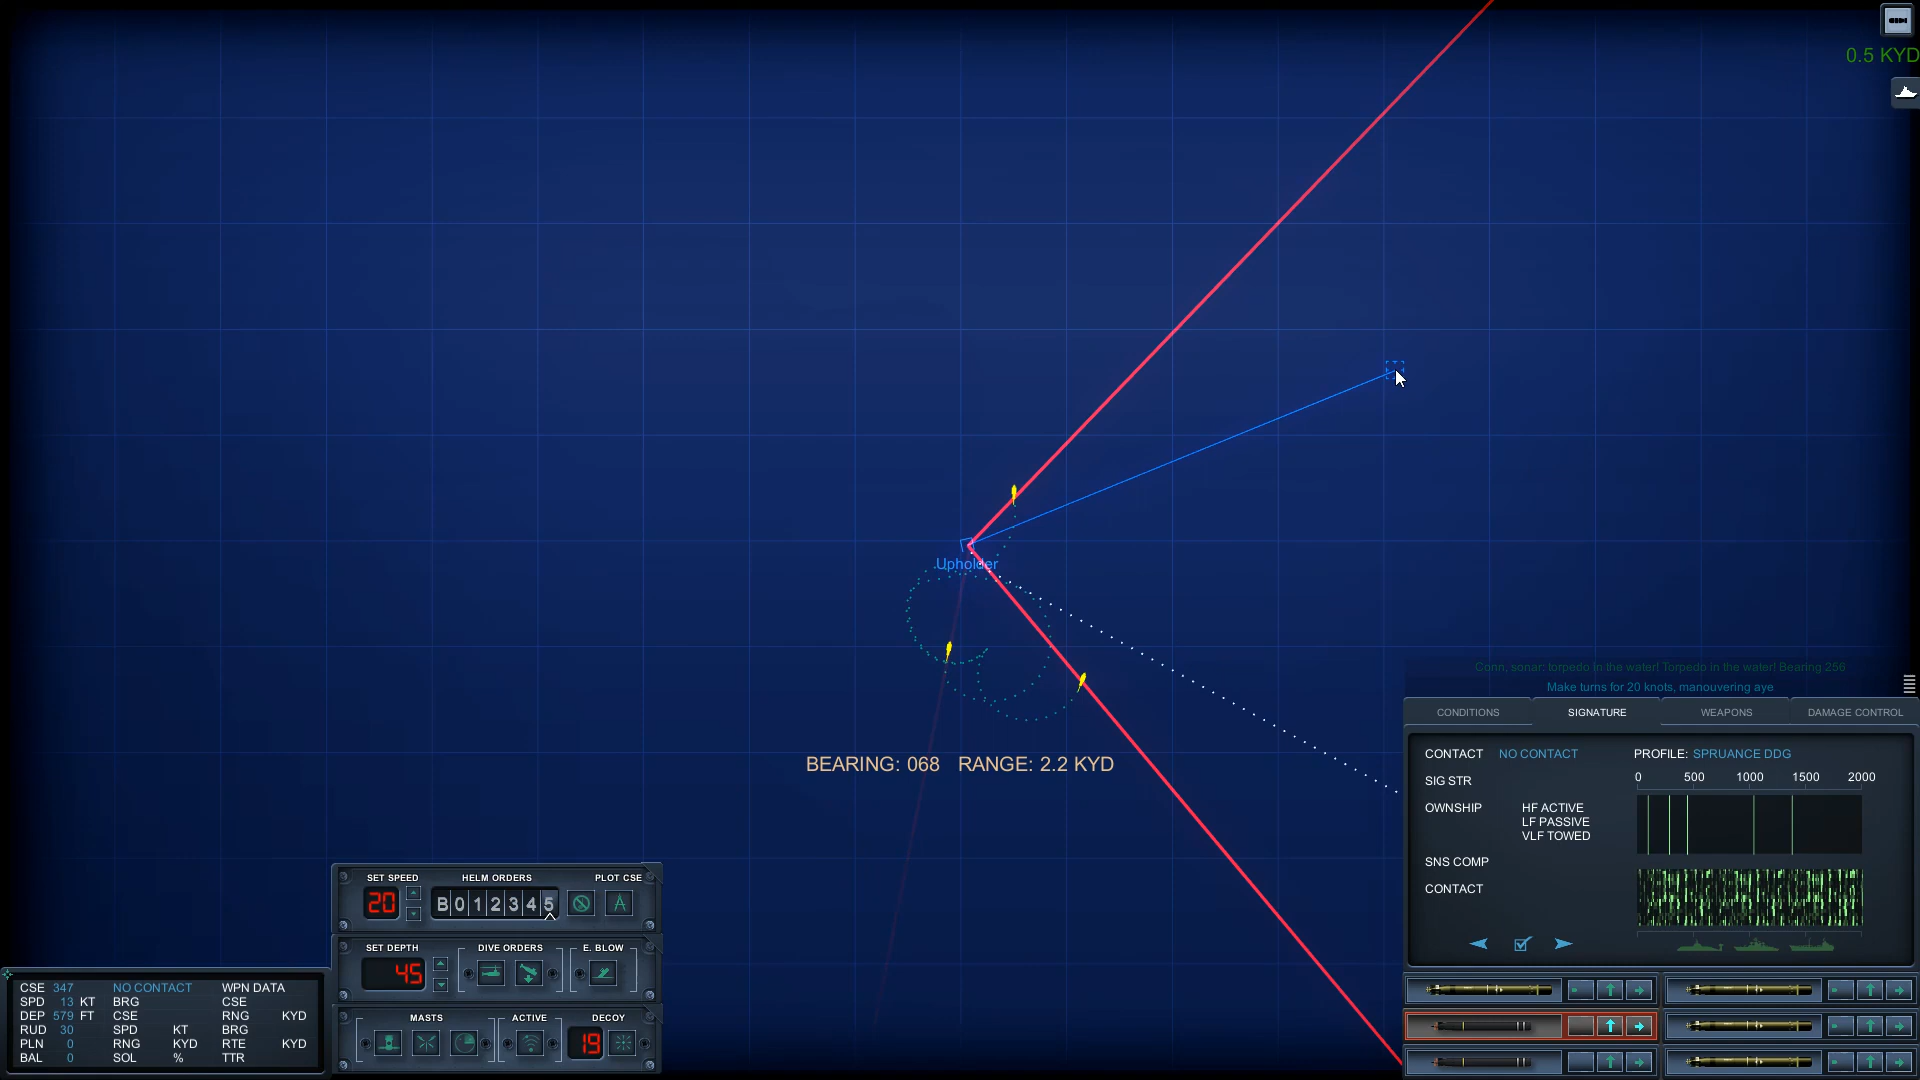 0.5 KYD
Upholder
BEARING: 068 RANGE: 2.2 KYD
Conn, sonar: torpedo in the water! Torpedo in the water! Bearing 256
Make turns for 20 knots, manouvering aye
CONDITIONS SIGNATURE WEAPONS DAMAGE CONTROL
CONTACT NO CONTACT PROFILE: SPRUANCE DDG
SIG STR 0 500 1000 1500 2000
OWNSHIP HF ACTIVE
LF PASSIVE
VLF TOWED
SNS COMP
CONTACT
SET SPEED HELM ORDERS PLOT CSE
20 B 0 1 2 3 4 5
SET DEPTH DIVE ORDERS E. BLOW
45
MASTS ACTIVE DECOY
19
CSE 347 NO CONTACT WPN DATA
SPD 13 KT BRG CSE
DEP 579 FT CSE RNG KYD
RUD 30 SPD KT BRG
PLN 0 RNG KYD RTE KYD
BAL 0 SOL % TTR